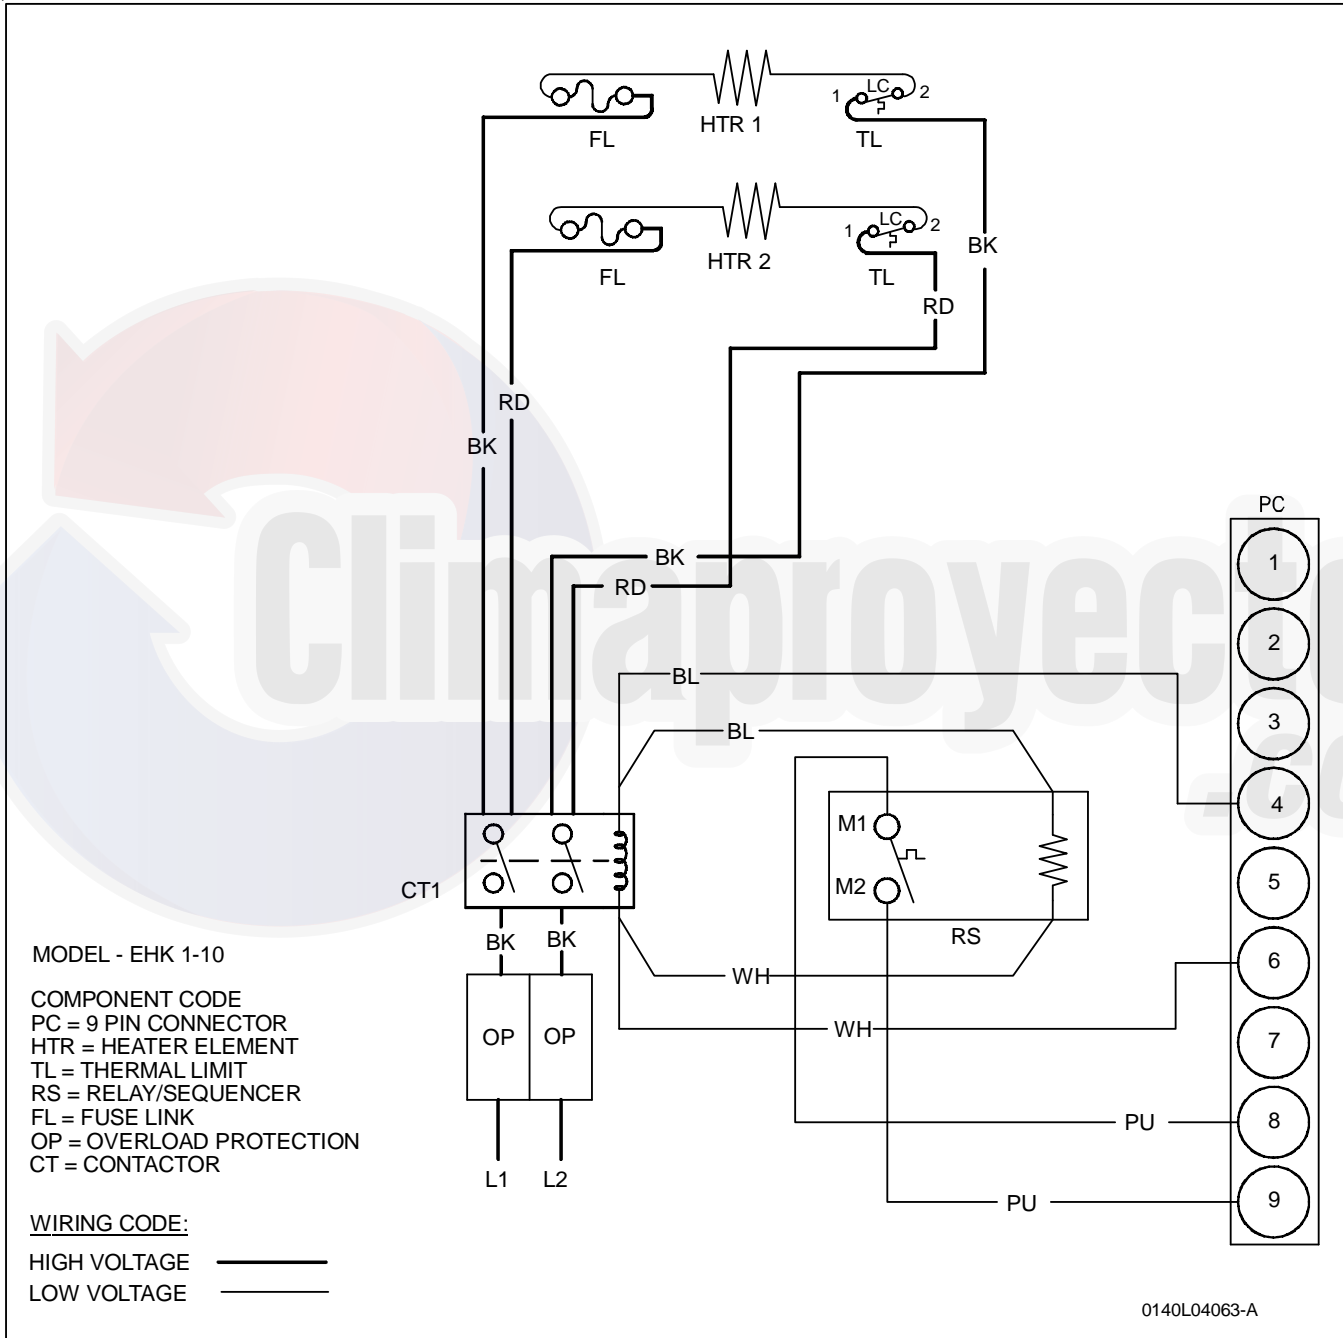 LC
1
2
HTR 1
FL
TL
LC
1
2
BK
HTR 2
FL
TL
RD
RD
BK
PC
BK
1
RD
2
BL
3
BL
4
M1
5
M2
CT1
RS
BK
BK
MODEL - EHK 1-10
6
WH
COMPONENT CODE
PC = 9 PIN CONNECTOR
WH
OP
OP
7
HTR = HEATER ELEMENT
TL = THERMAL LIMIT
RS = RELAY/SEQUENCER
FL = FUSE LINK
PU
8
OP = OVERLOAD PROTECTION
CT = CONTACTOR
L1
L2
PU
9
WIRING CODE:
HIGH VOLTAGE
LOW VOLTAGE
0140L04063-A
Climaproyecto
.co